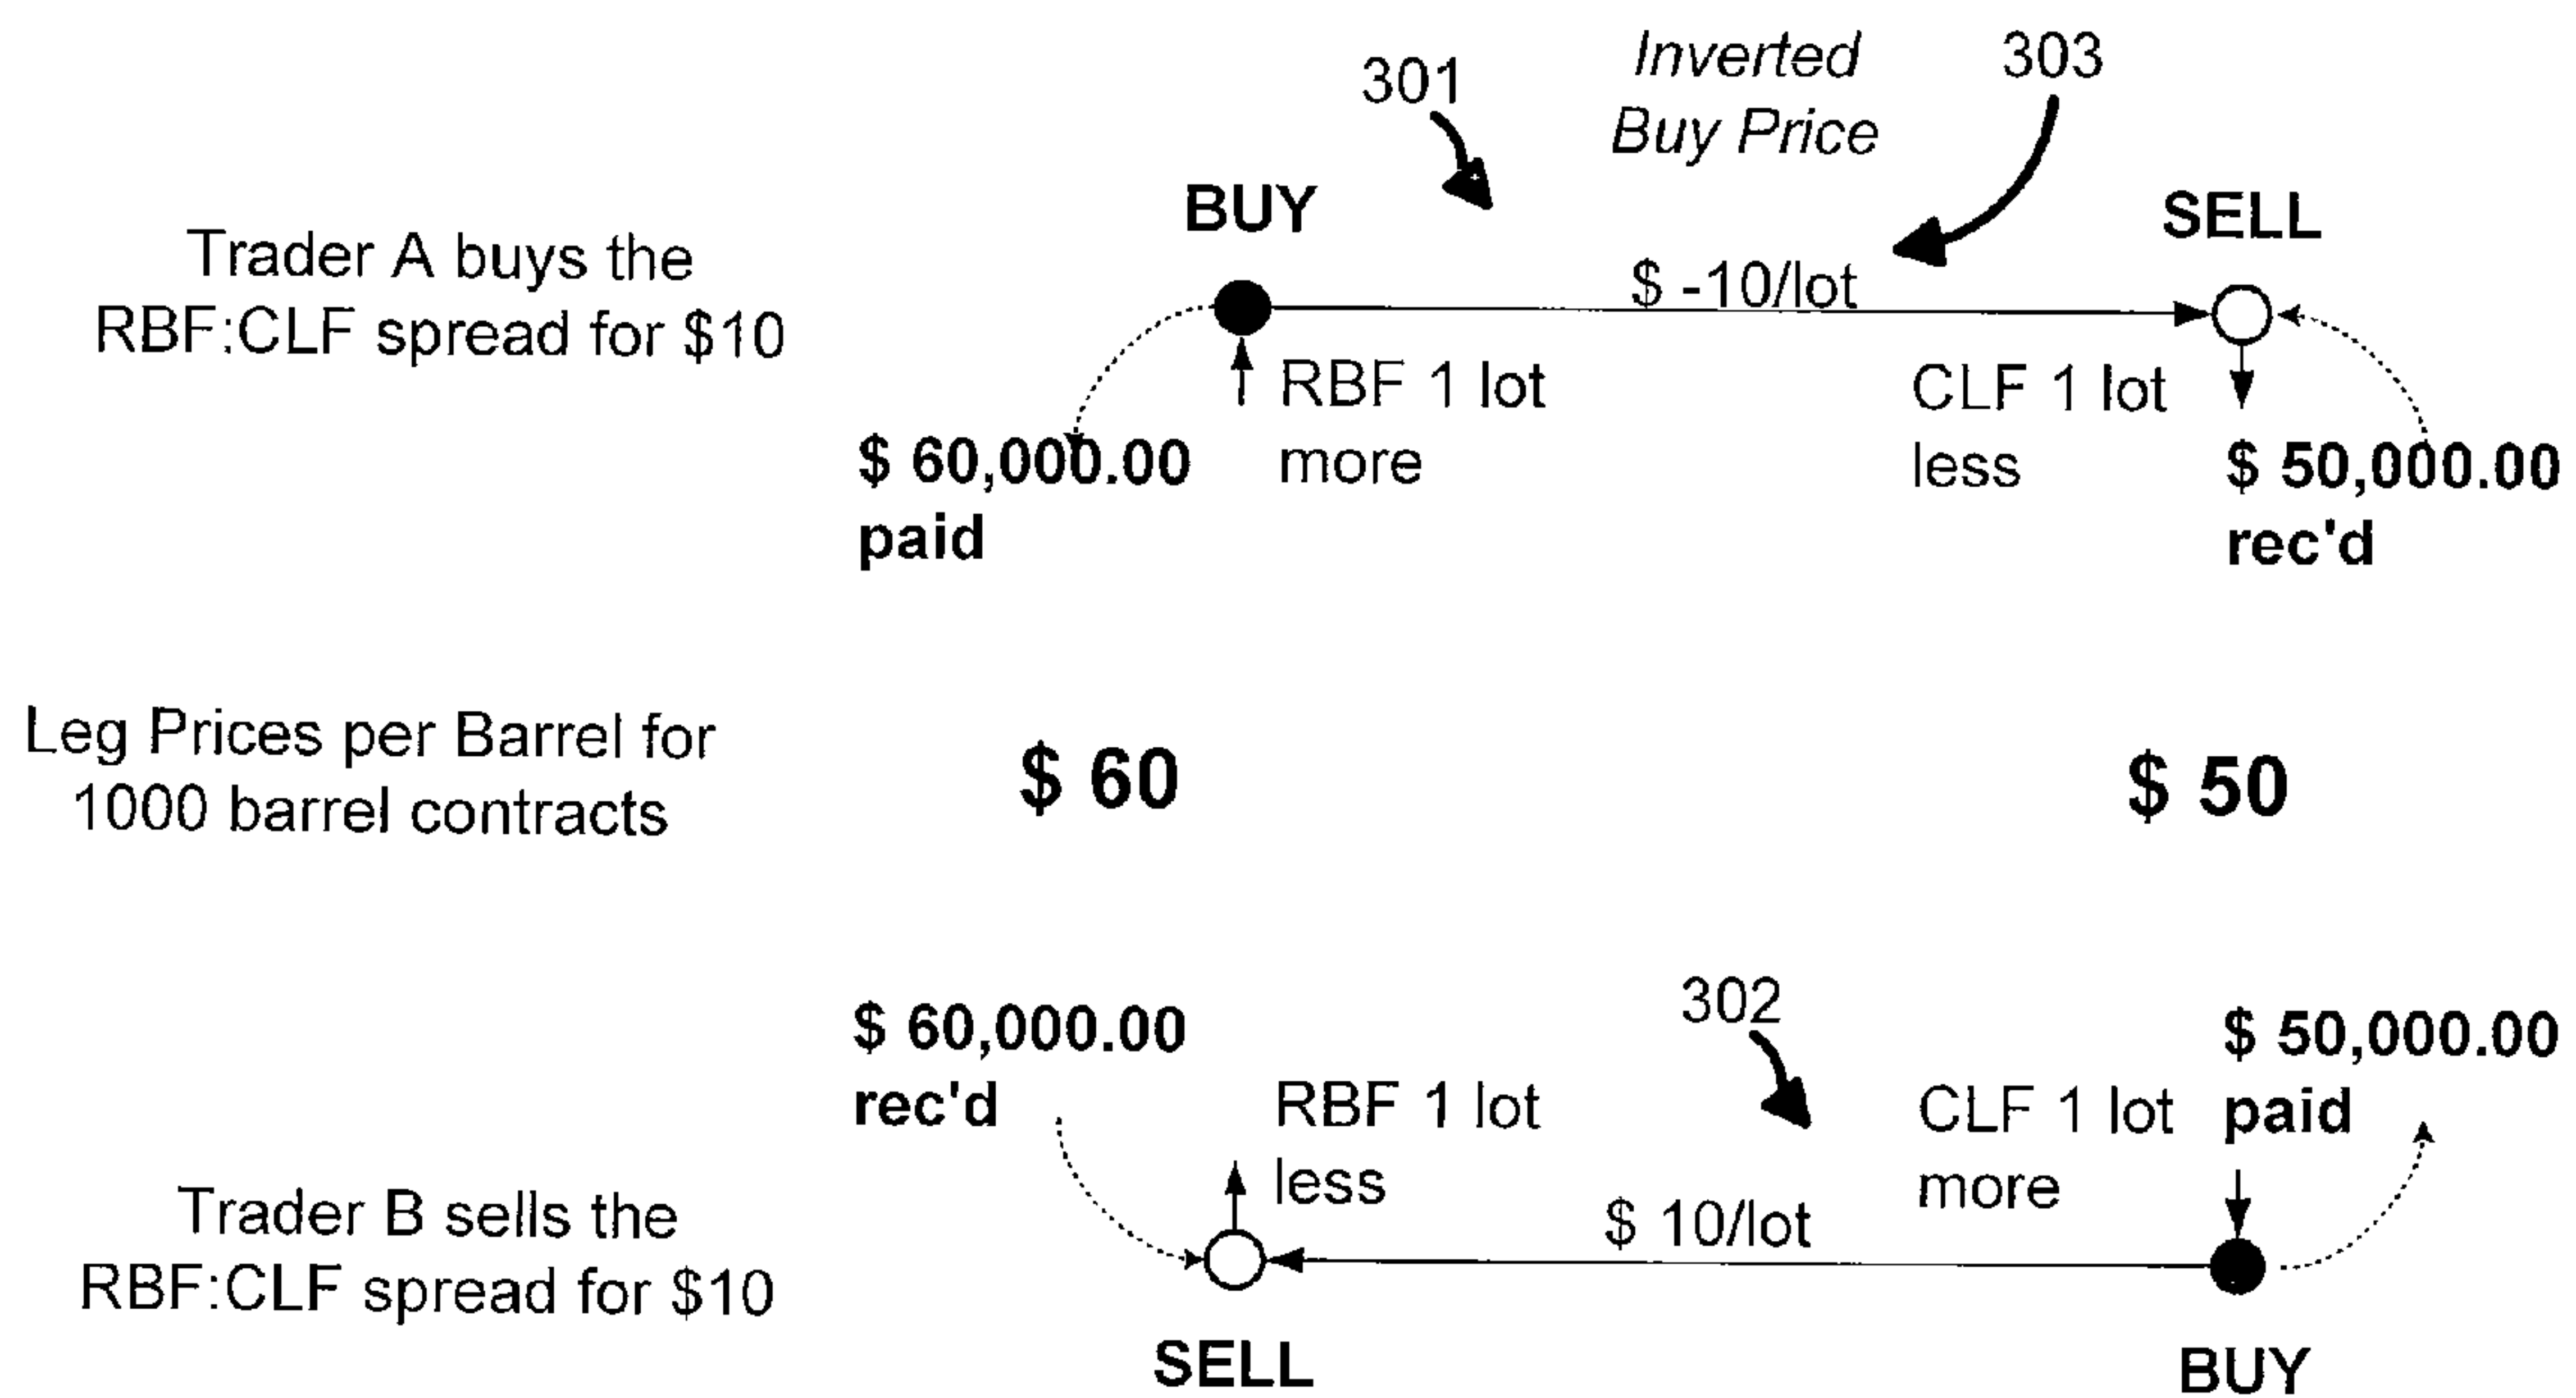 301
Inverted
Buy Price
303
BUY
SELL
Trader A buys the
RBF:CLF spread for $10
$ -10/lot
RBF 1 lot
more
CLF 1 lot
less
$ 60,000.00
paid
$ 50,000.00
rec'd
Leg Prices per Barrel for
1000 barrel contracts
$ 60
$ 50
302
$ 60,000.00
rec'd
RBF 1 lot
less
CLF 1 lot
more
$ 50,000.00
paid
Trader B sells the
RBF:CLF spread for $10
$ 10/lot
SELL
BUY